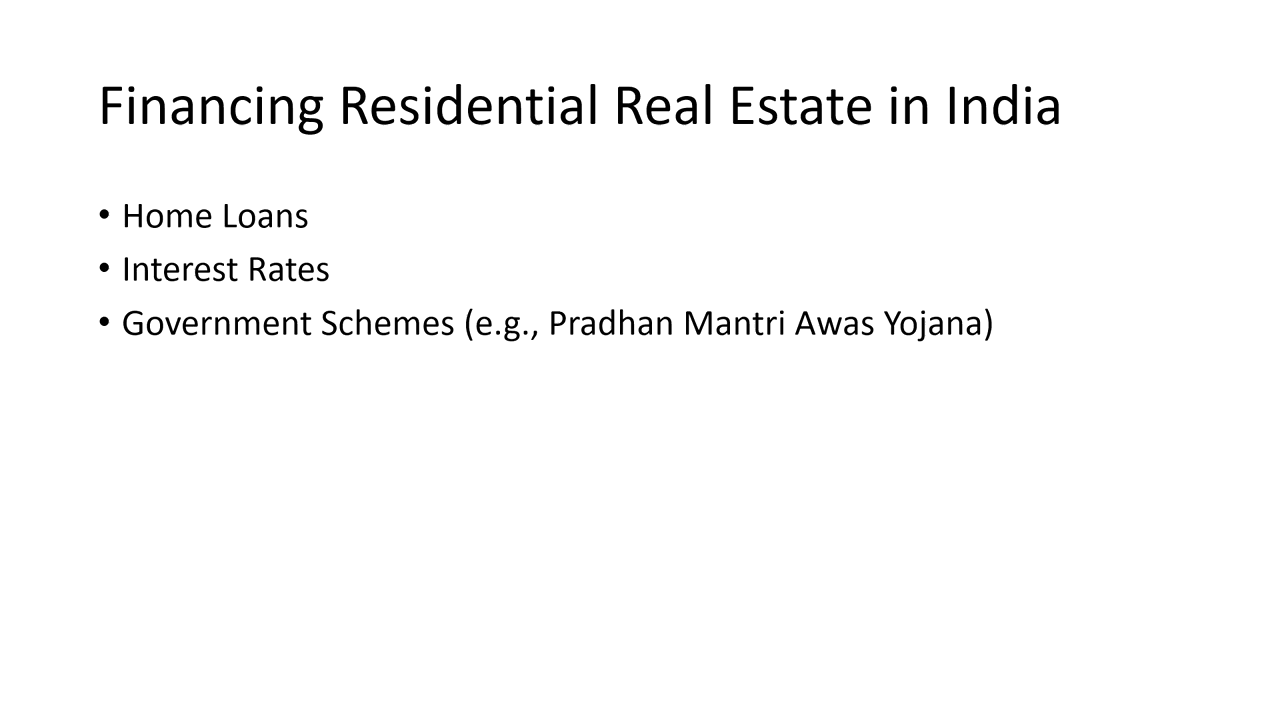 Financing Residential Real Estate in India
• Home Loans
• Interest Rates
• Government Schemes (e.g., Pradhan Mantri Awas Yojana)